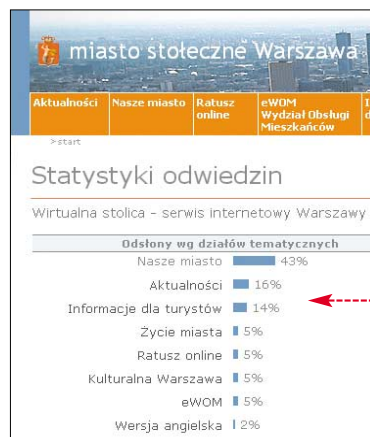 miasto stołeczne Warszawa
Aktualności Nasze miasto Ratusz online eWOM Wydział Obsługi Mieszkańców
>start
Statystyki odwiedzin
Wirtualna stolica - serwis internetowy Warszawy
Odsłony wg działów tematycznych
Nasze miasto 43%
Aktualności 16%
Informacje dla turystów 14%
Życie miasta 5%
Ratusz online 5%
Kulturalna Warszawa 5%
eWOM 5%
Wersja angielska 2%